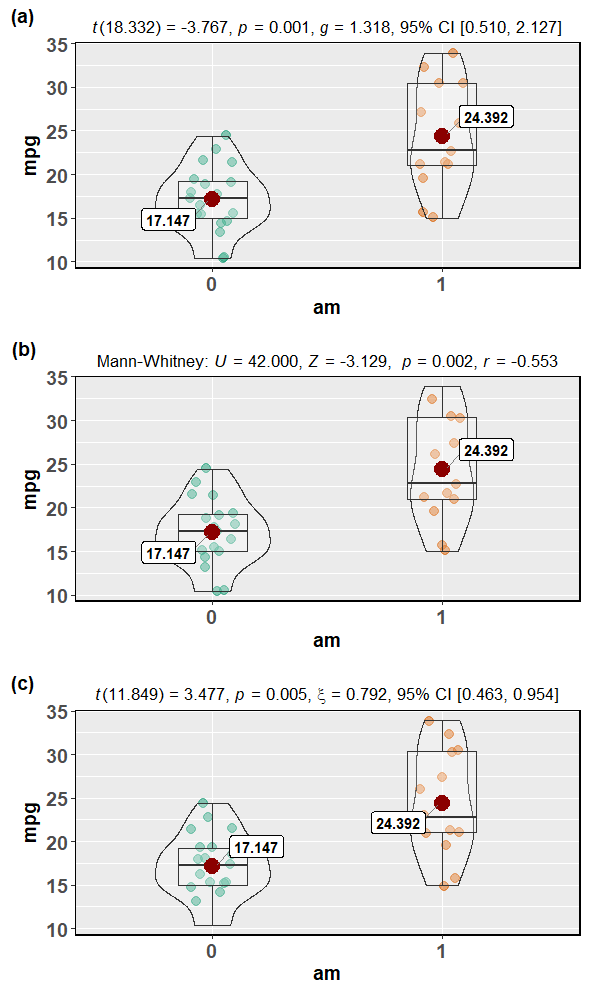 (a)
t(18.332) = -3.767, p = 0.001, g = 1.318, 95% CI [0.510, 2.127]
35
30
25
20
15
10
mpg
24.392
17.147
0 1
am
(b)
Mann-Whitney: U = 42.000, Z = -3.129, p = 0.002, r = -0.553
35
30
25
20
15
10
mpg
24.392
17.147
0 1
am
(c)
t(11.849) = 3.477, p = 0.005, ξ = 0.792, 95% CI [0.463, 0.954]
35
30
25
20
15
10
mpg
24.392
17.147
0 1
am